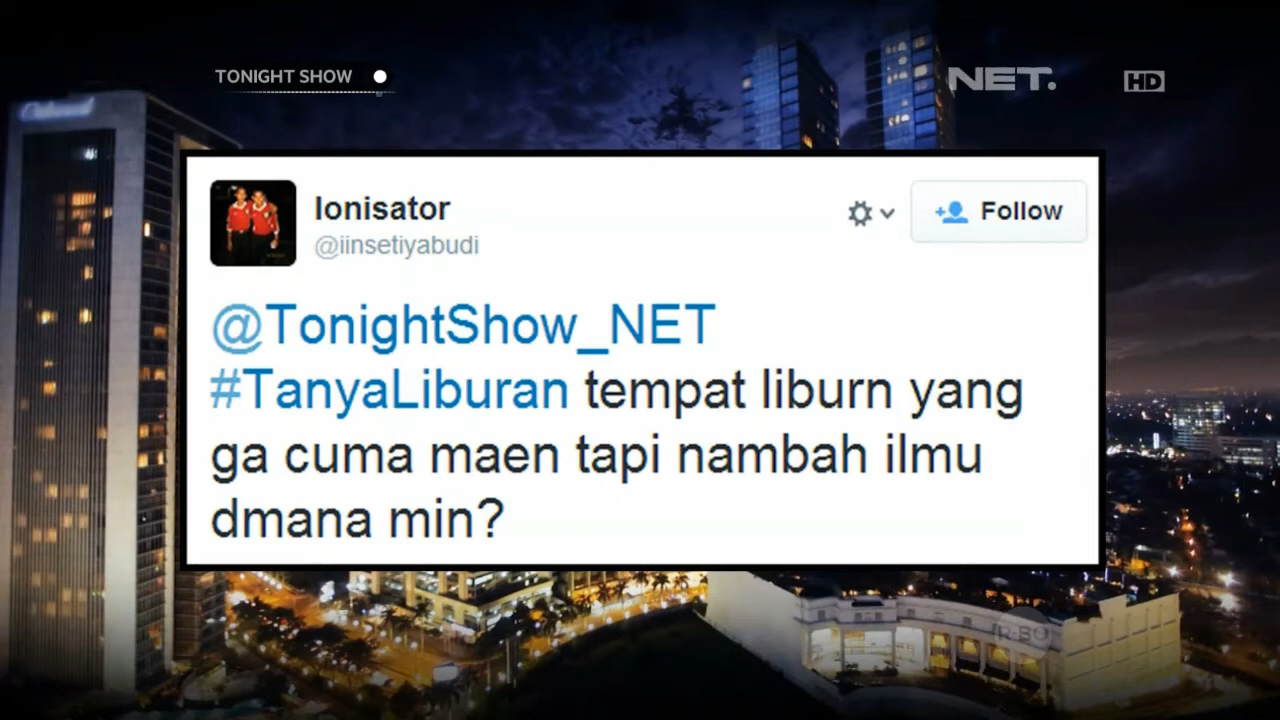 TONIGHT SHOW
NET.
HD
Ionisator
@iinsetiyabudi
Follow
@TonightShow_NET
#TanyaLiburan tempat liburn yang
ga cuma maen tapi nambah ilmu
dmana min?